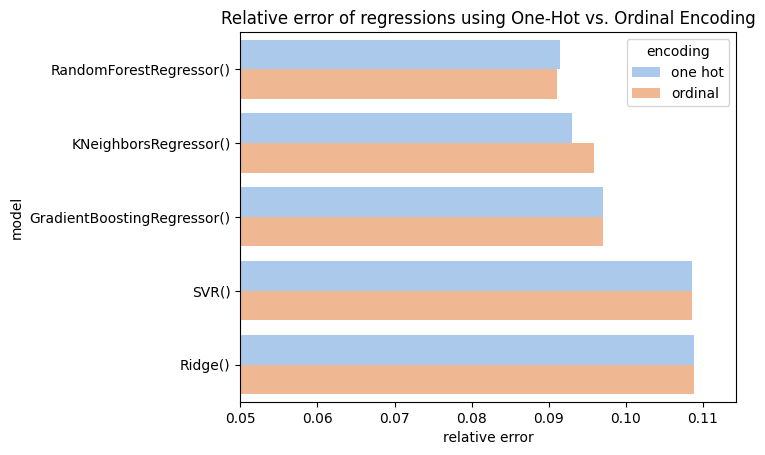 Relative error of regressions using One-Hot vs. Ordinal Encoding
encoding
one hot
ordinal
model
RandomForestRegressor()
KNeighborsRegressor()
GradientBoostingRegressor()
SVR()
Ridge()
0.05 0.06 0.07 0.08 0.09 0.10 0.11
relative error